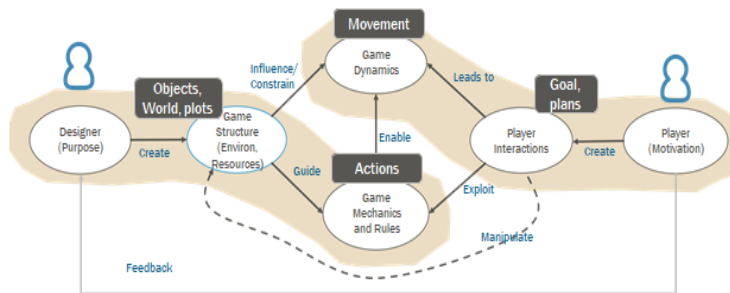 Movement
Game
Dynamics
Influence/
Constrain
Leads to
Objects,
World, plots
Goal,
plans
Designer
(Purpose)
Game
Structure
(Environ,
Resources)
Player
Interactions
Player
(Motivation)
Create
Enable
Create
Guide
Actions
Exploit
Game
Mechanics
and Rules
Manipulate
Feedback